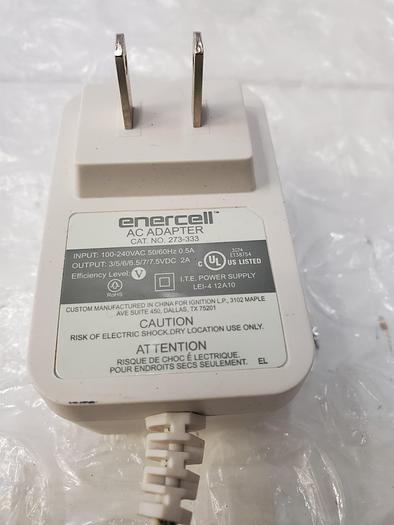 enercell™
AC ADAPTER
CAT. NO. 273-333
INPUT: 100-240VAC 50/60Hz 0.5A
OUTPUT: 3/5/6/6.5/7/7.5VDC 2A
Efficiency Level: V
RoHS
3C74
E138754
c UL US LISTED
I.T.E. POWER SUPPLY
LEI-4 12A10
CUSTOM MANUFACTURED IN CHINA FOR IGNITION L.P., 3102 MAPLE
AVE SUITE 450, DALLAS, TX 75201
CAUTION
RISK OF ELECTRIC SHOCK.DRY LOCATION USE ONLY.
ATTENTION
RISQUE DE CHOC É LECTRIQUE.
POUR ENDROITS SECS SEULEMENT. EL